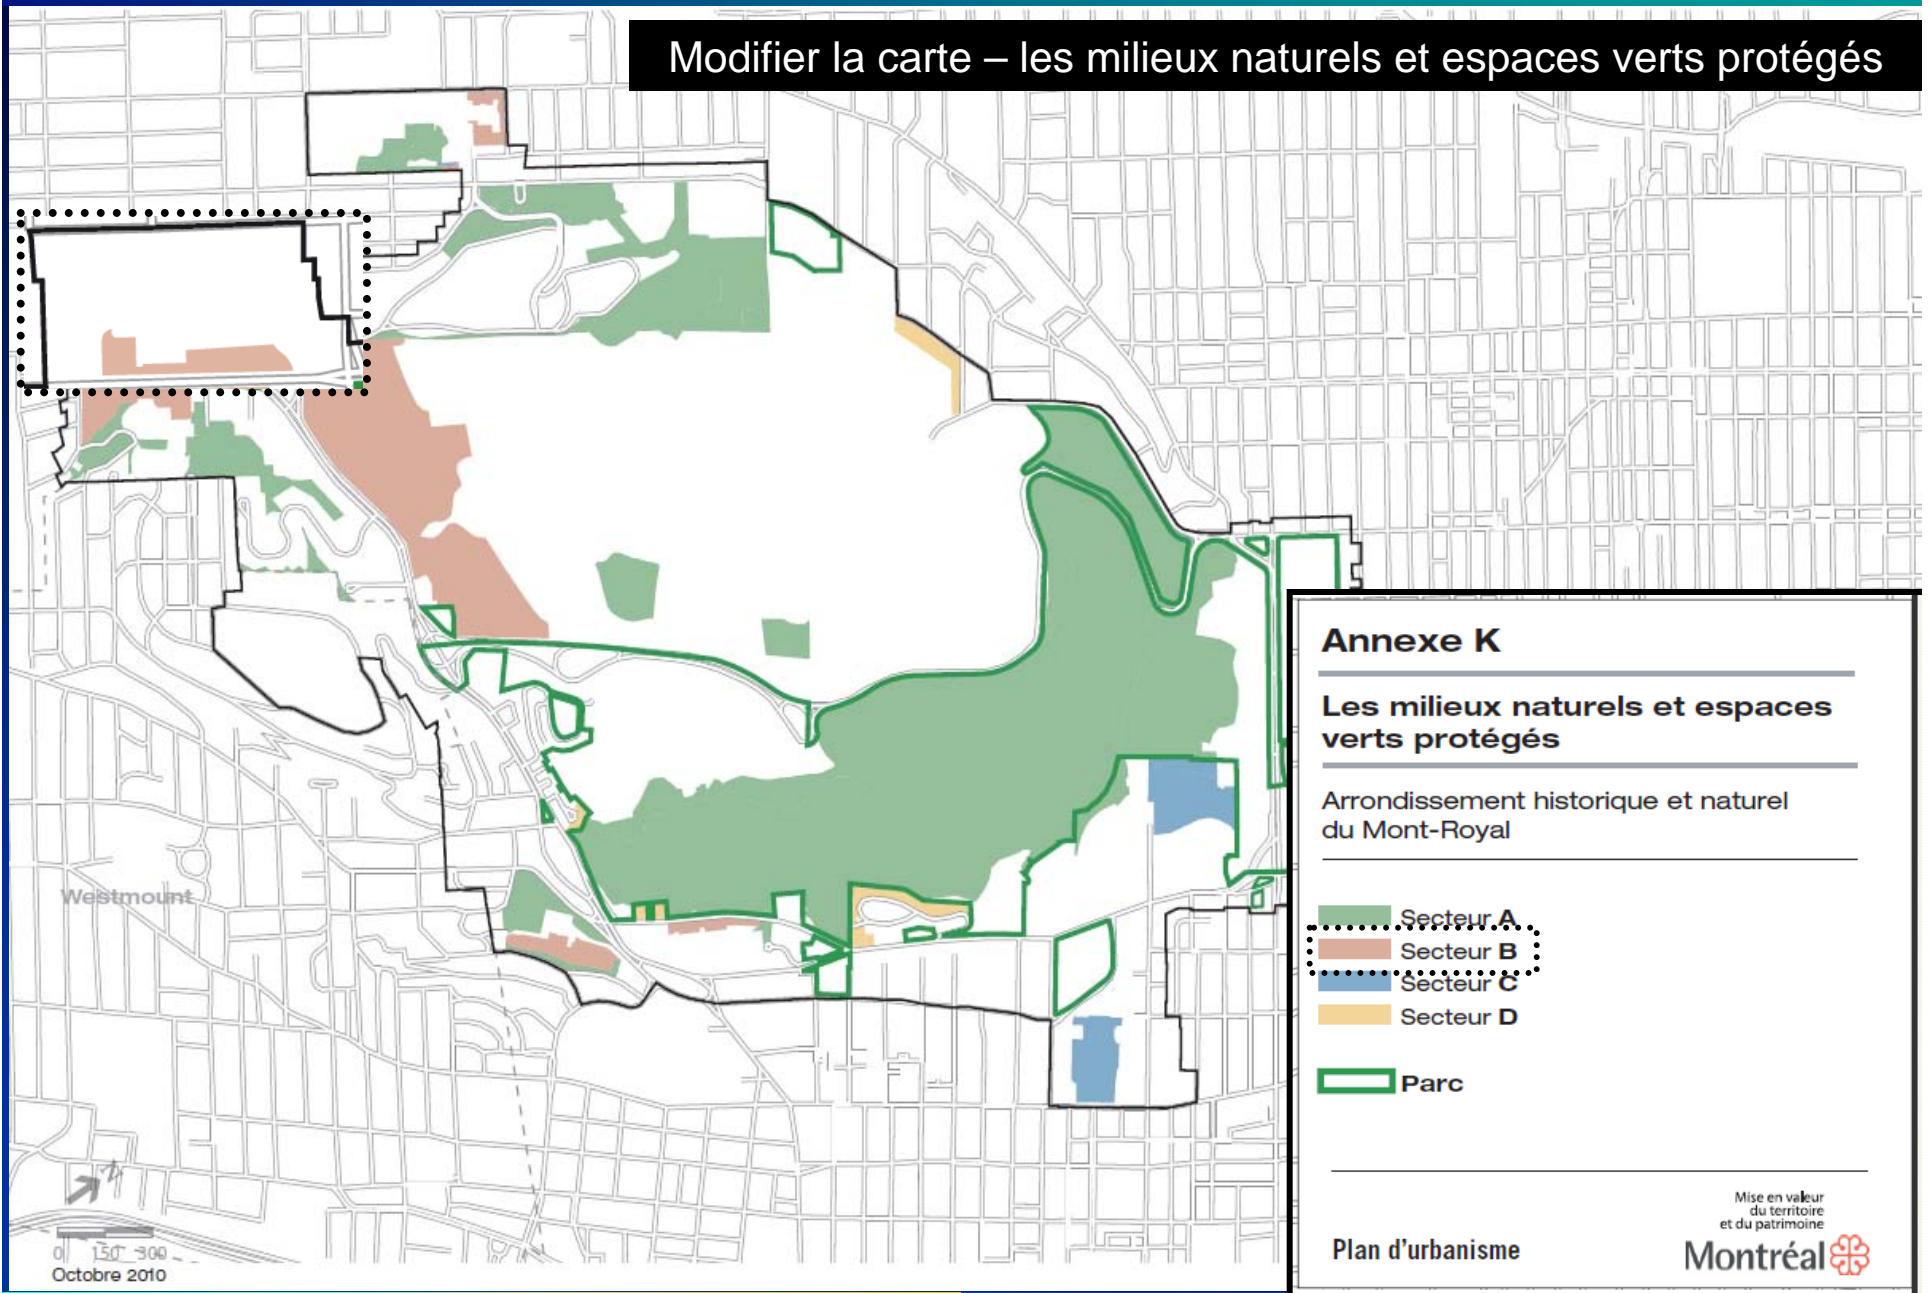 Modifier la carte – les milieux naturels et espaces verts protégés
Westmount
N
0 150 300
Octobre 2010
Annexe K
Les milieux naturels et espaces
verts protégés
Arrondissement historique et naturel
du Mont-Royal
Secteur A
Secteur B
Secteur C
Secteur D
Parc
Plan d'urbanisme
Mise en valeur
du territoire
et du patrimoine
Montréal